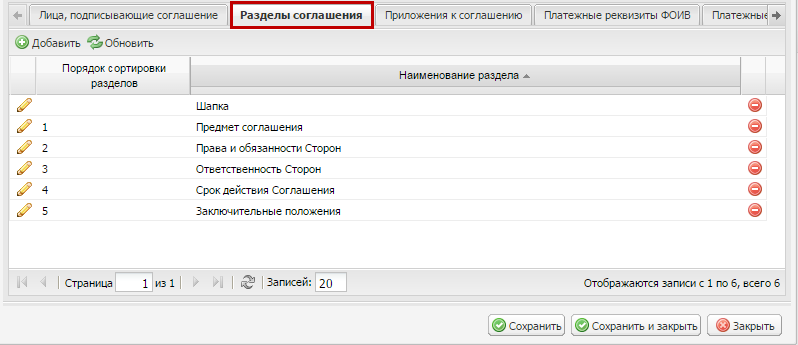 Лица, подписывающие соглашение Разделы соглашения Приложения к соглашению Платежные реквизиты ФОИВ Платежные
Добавить Обновить
Порядок сортировки разделов Наименование раздела
Шапка
1 Предмет соглашения
2 Права и обязанности Сторон
3 Ответственность Сторон
4 Срок действия Соглашения
5 Заключительные положения
Страница 1 из 1 Записей: 20 Отображаются записи с 1 по 6, всего 6
Сохранить Сохранить и закрыть Закрыть